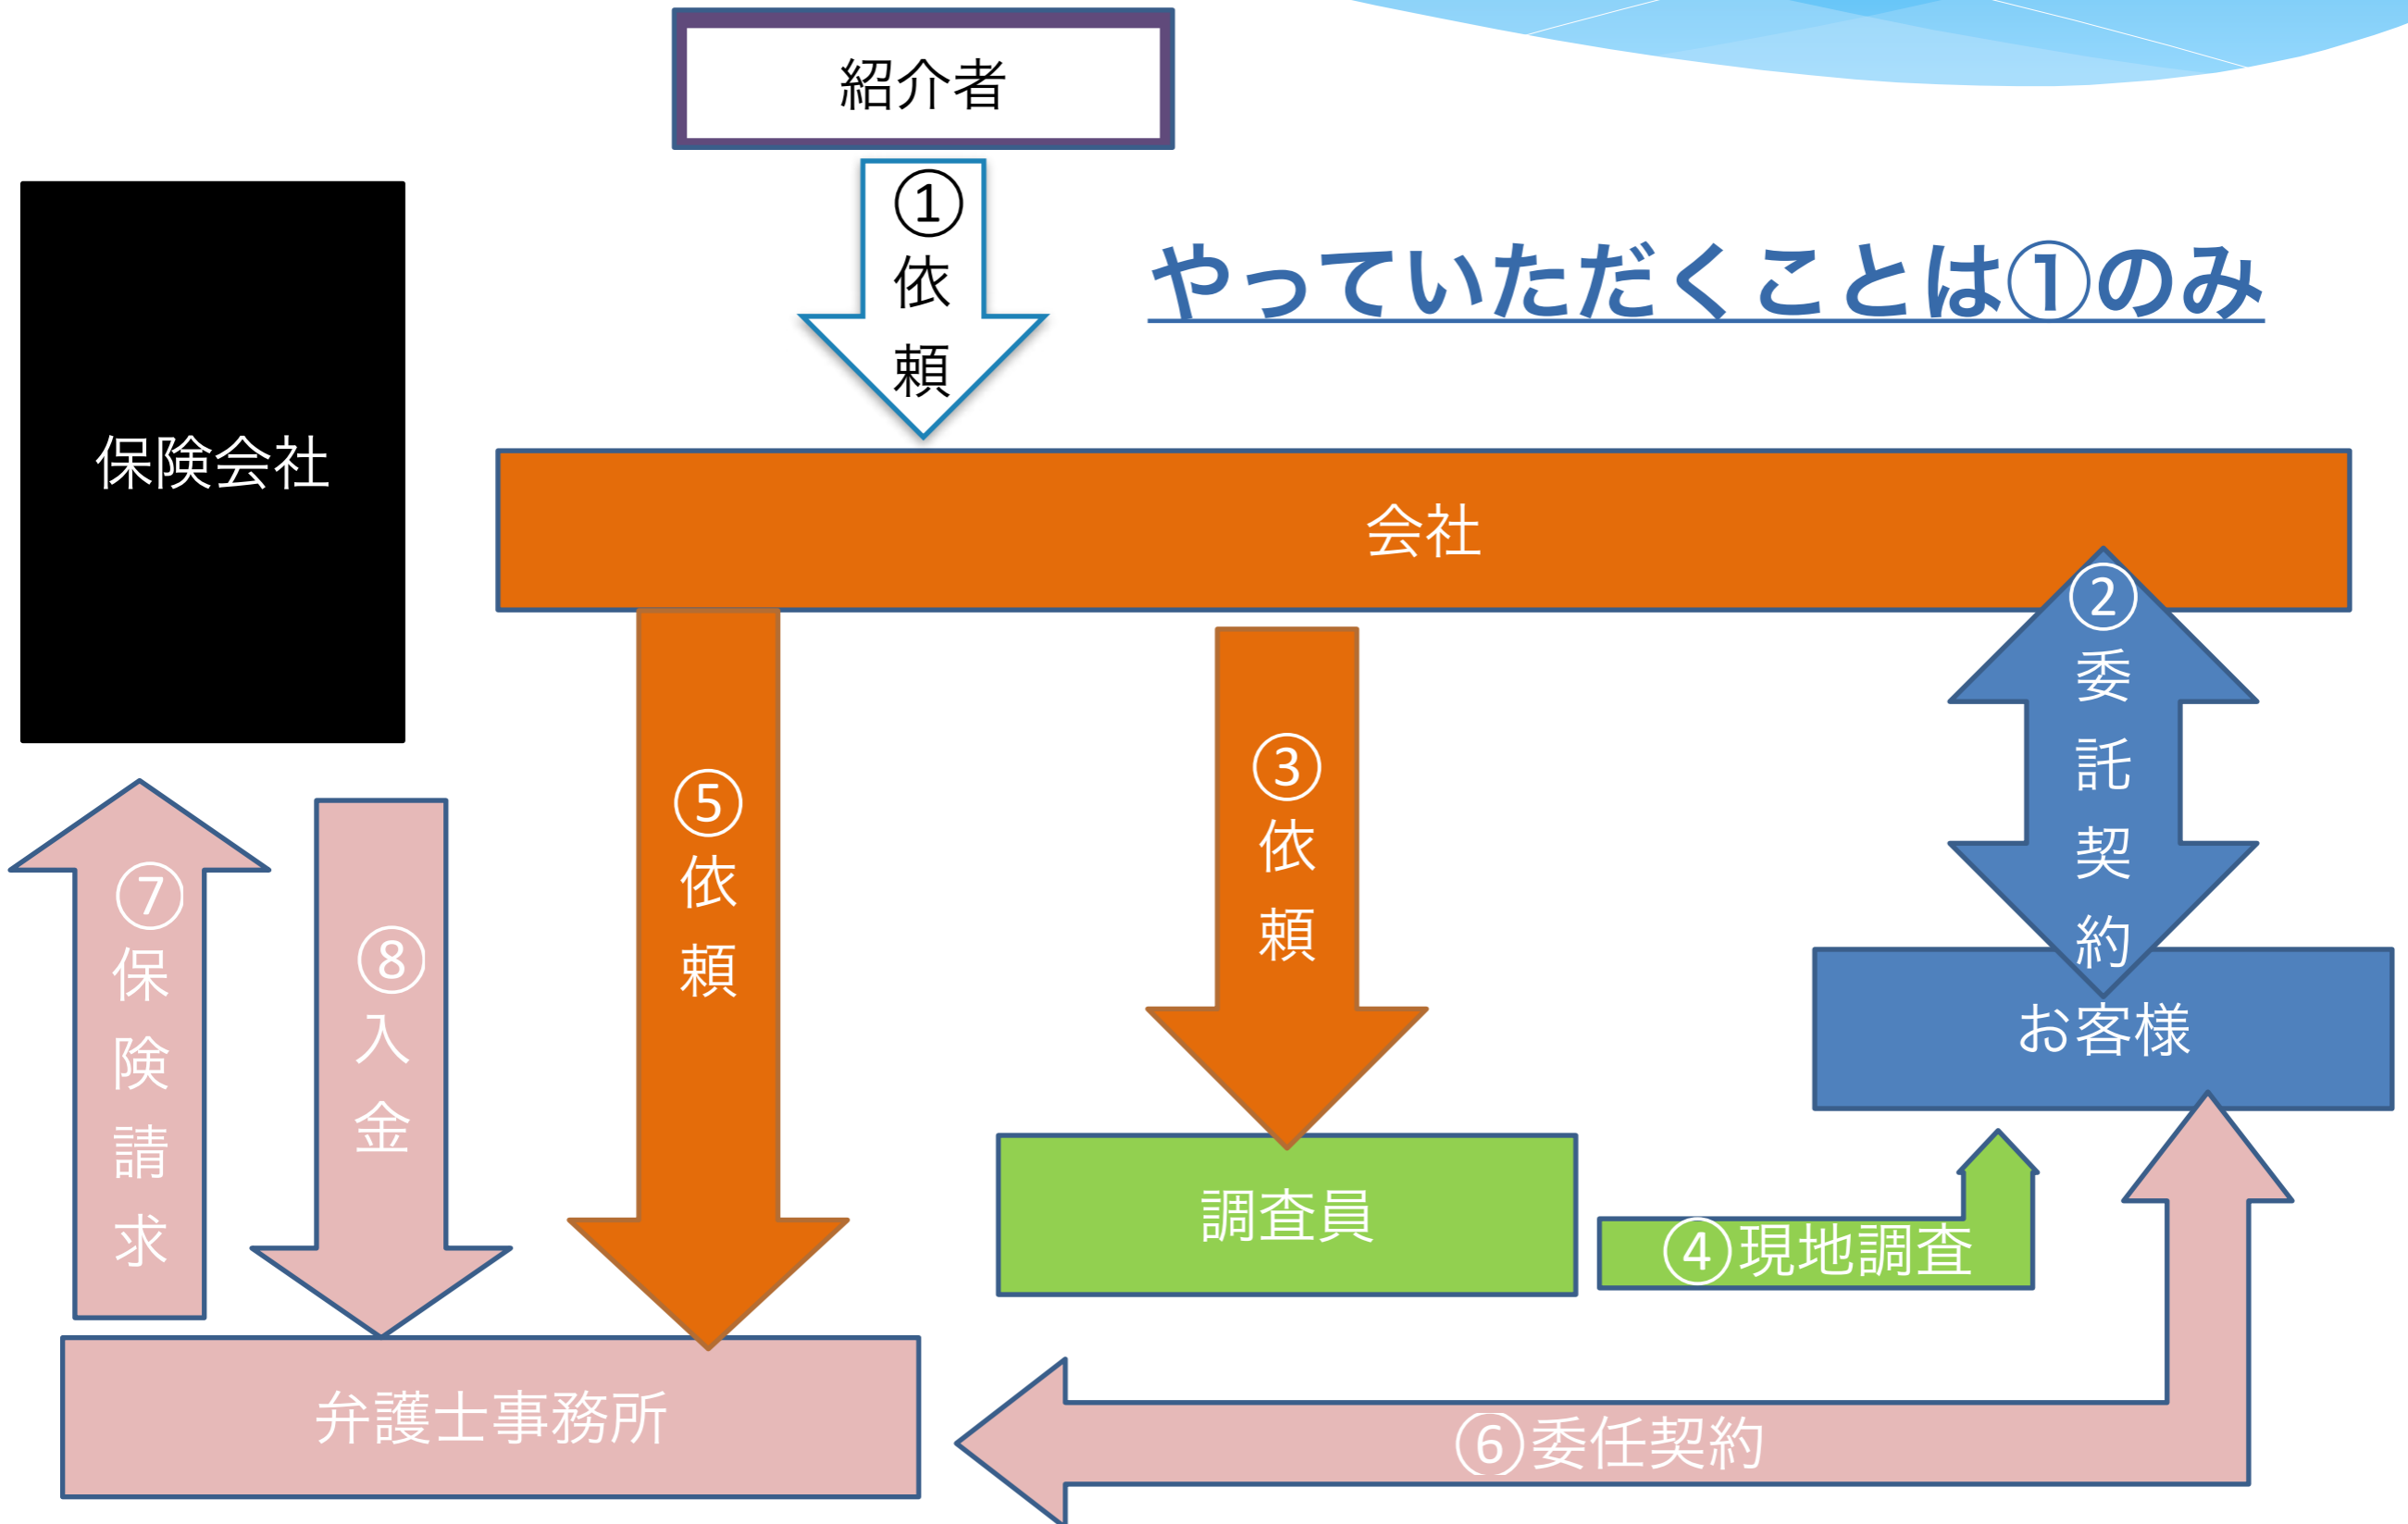 紹介者
①依頼
やっていただくことは①のみ
保険会社
会社
②委託契約
③依頼
⑤依頼
⑦保険請求
⑧入金
お客様
調査員
④現地調査
弁護士事務所
⑥委任契約